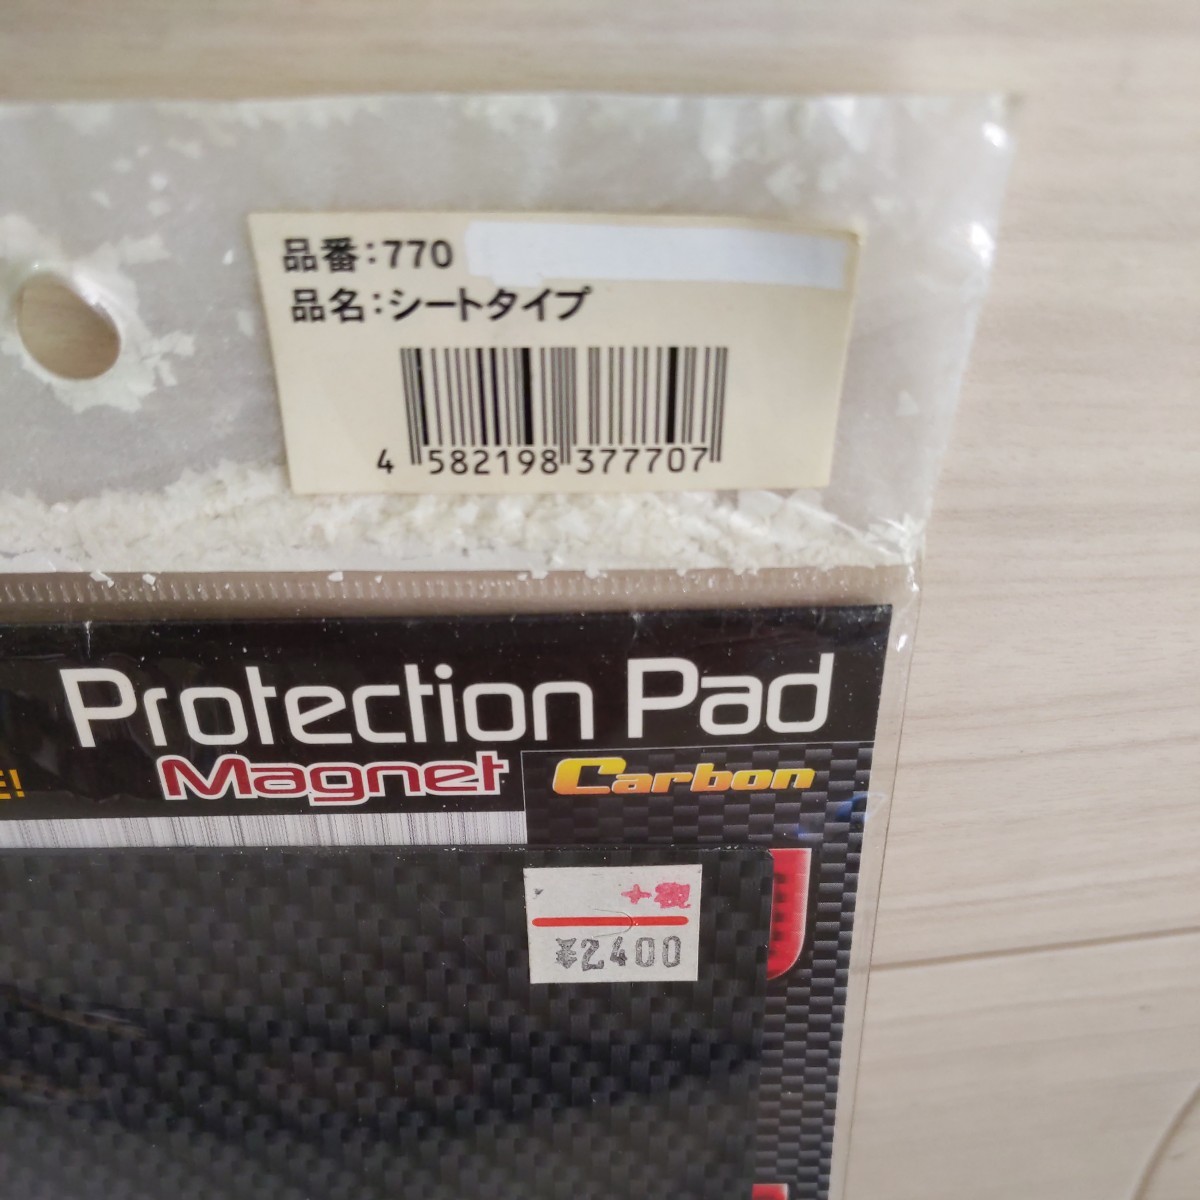 品番:770
品名:シートタイプ
4 582198 377707
Protection Pad
E!
Magnet Carbon
+税
¥2400